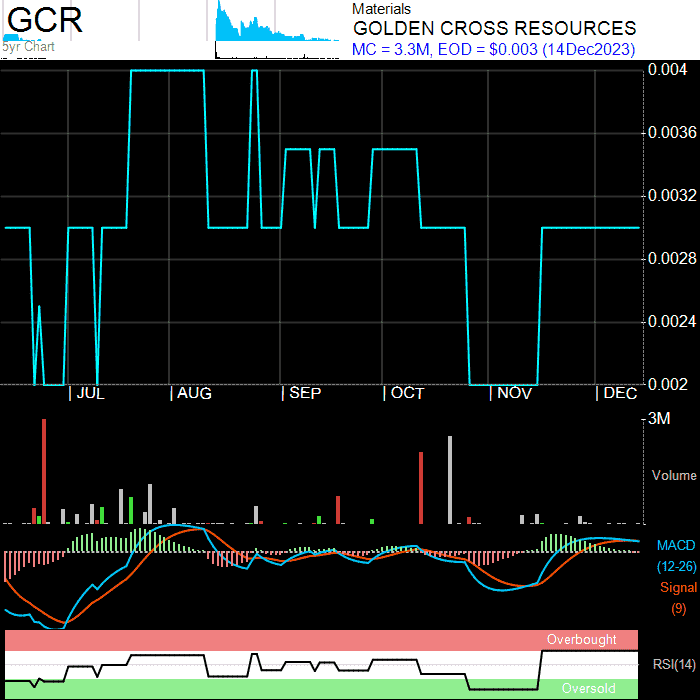 GCR
5yr Chart
Materials
GOLDEN CROSS RESOURCES
MC = 3.3M, EOD = $0.003 (14Dec2023)
0.004
0.0036
0.0032
0.0028
0.0024
0.002
JUL AUG SEP OCT NOV DEC
3M
Volume
MACD
(12-26)
Signal
(9)
Overbought
RSI(14)
Oversold